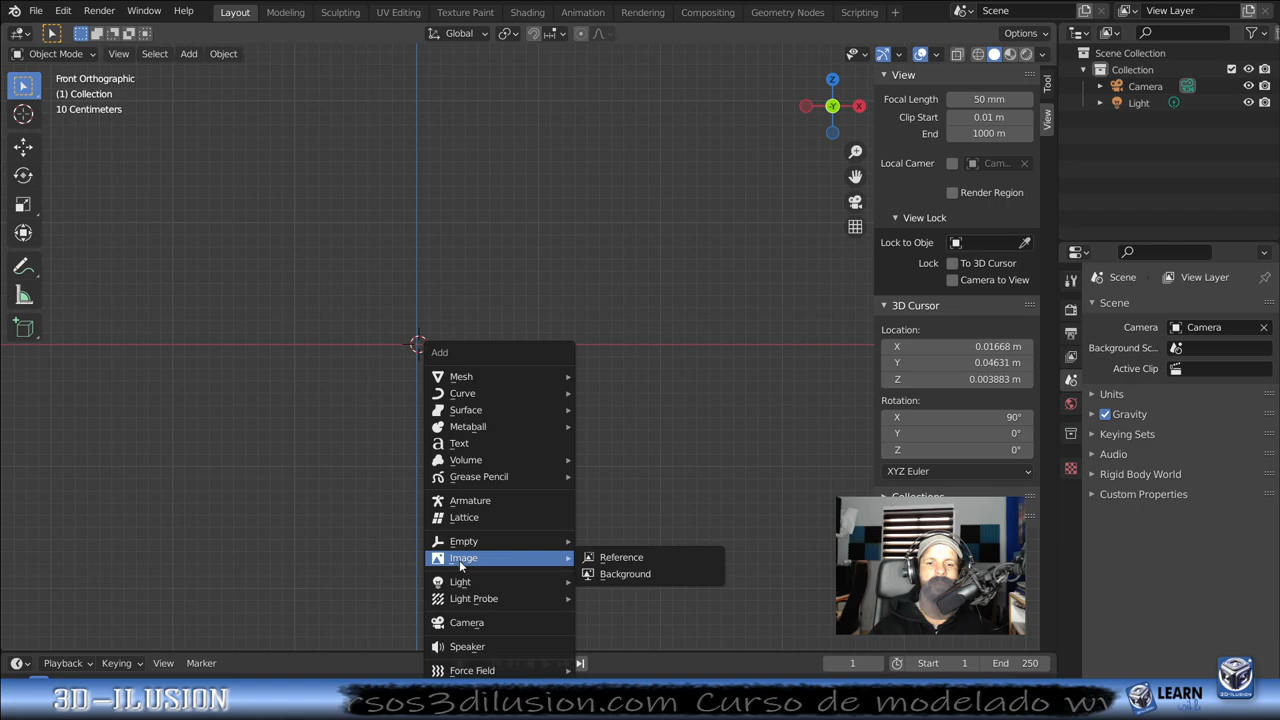 File Edit Render Window Help Layout Modeling Sculpting UV Editing Texture Paint Shading Animation Rendering Compositing Geometry Nodes Scripting + Scene View Layer
Global Options
Object Mode View Select Add Object
Front Orthographic
(1) Collection
10 Centimeters
Z
X
-Y
View
Focal Length 50 mm
Clip Start 0.01 m
End 1000 m
Local Camer Cam...
Render Region
View Lock
Lock to Obje
Lock To 3D Cursor
Camera to View
3D Cursor
Location:
X 0.01668 m
Y 0.04631 m
Z 0.003883 m
Rotation:
X 90°
Y 0°
Z 0°
XYZ Euler
Tool
View
Scene Collection
Collection
Camera
Light
Scene View Layer
Scene
Camera Camera
Background Sc...
Active Clip
Units
Gravity
Keying Sets
Audio
Rigid Body World
Custom Properties
Add
Mesh
Curve
Surface
Metaball
Text
Volume
Grease Pencil
Armature
Lattice
Empty
Image
Light
Light Probe
Camera
Speaker
Force Field
Reference
Background
Playback Keying View Marker 1 Start 1 End 250
3D-ILUSION
rsos3dilusion.com Curso de modelado w
LEARN
3D-ILUSION